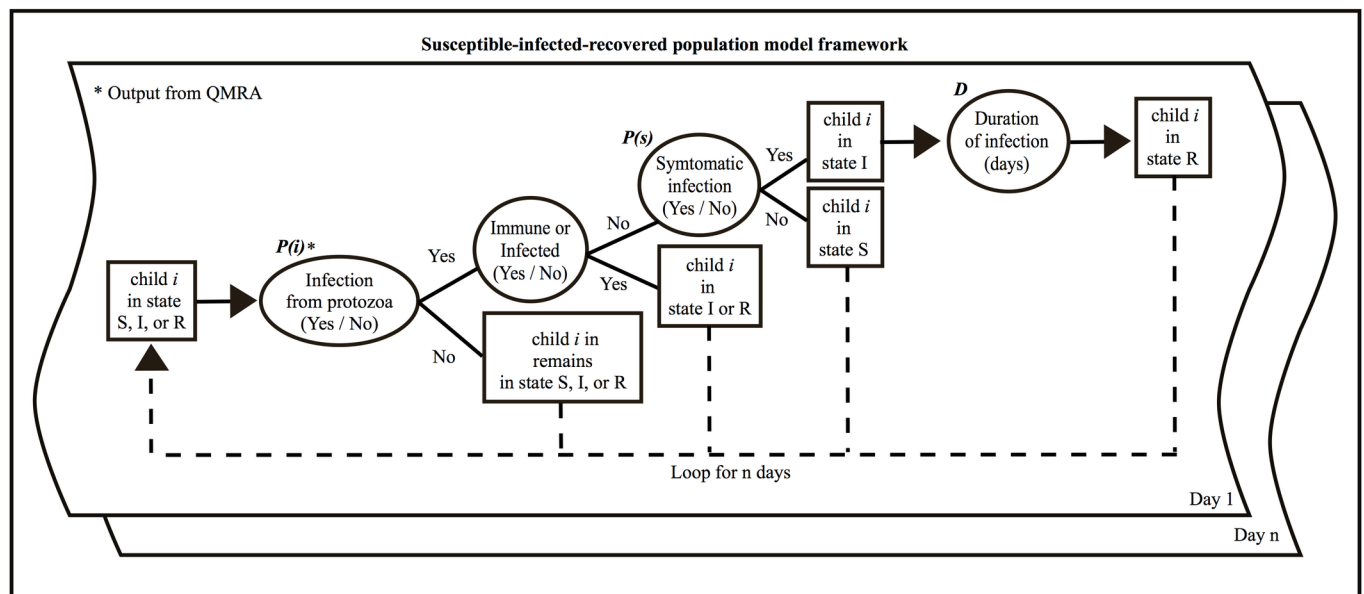 Susceptible-infected-recovered population model framework
* Output from QMRA
child i
in state
S, I, or R
P(i)*
Infection
from protozoa
(Yes / No)
Yes
No
Immune or
Infected
(Yes / No)
child i in
remains
in state S, I, or R
No
Yes
P(s)
Symtomatic
infection
(Yes / No)
child i
in
state I or R
Yes
No
child i
in
state I
child i
in
state S
D
Duration
of infection
(days)
child i
in
state R
Loop for n days
Day 1
Day n